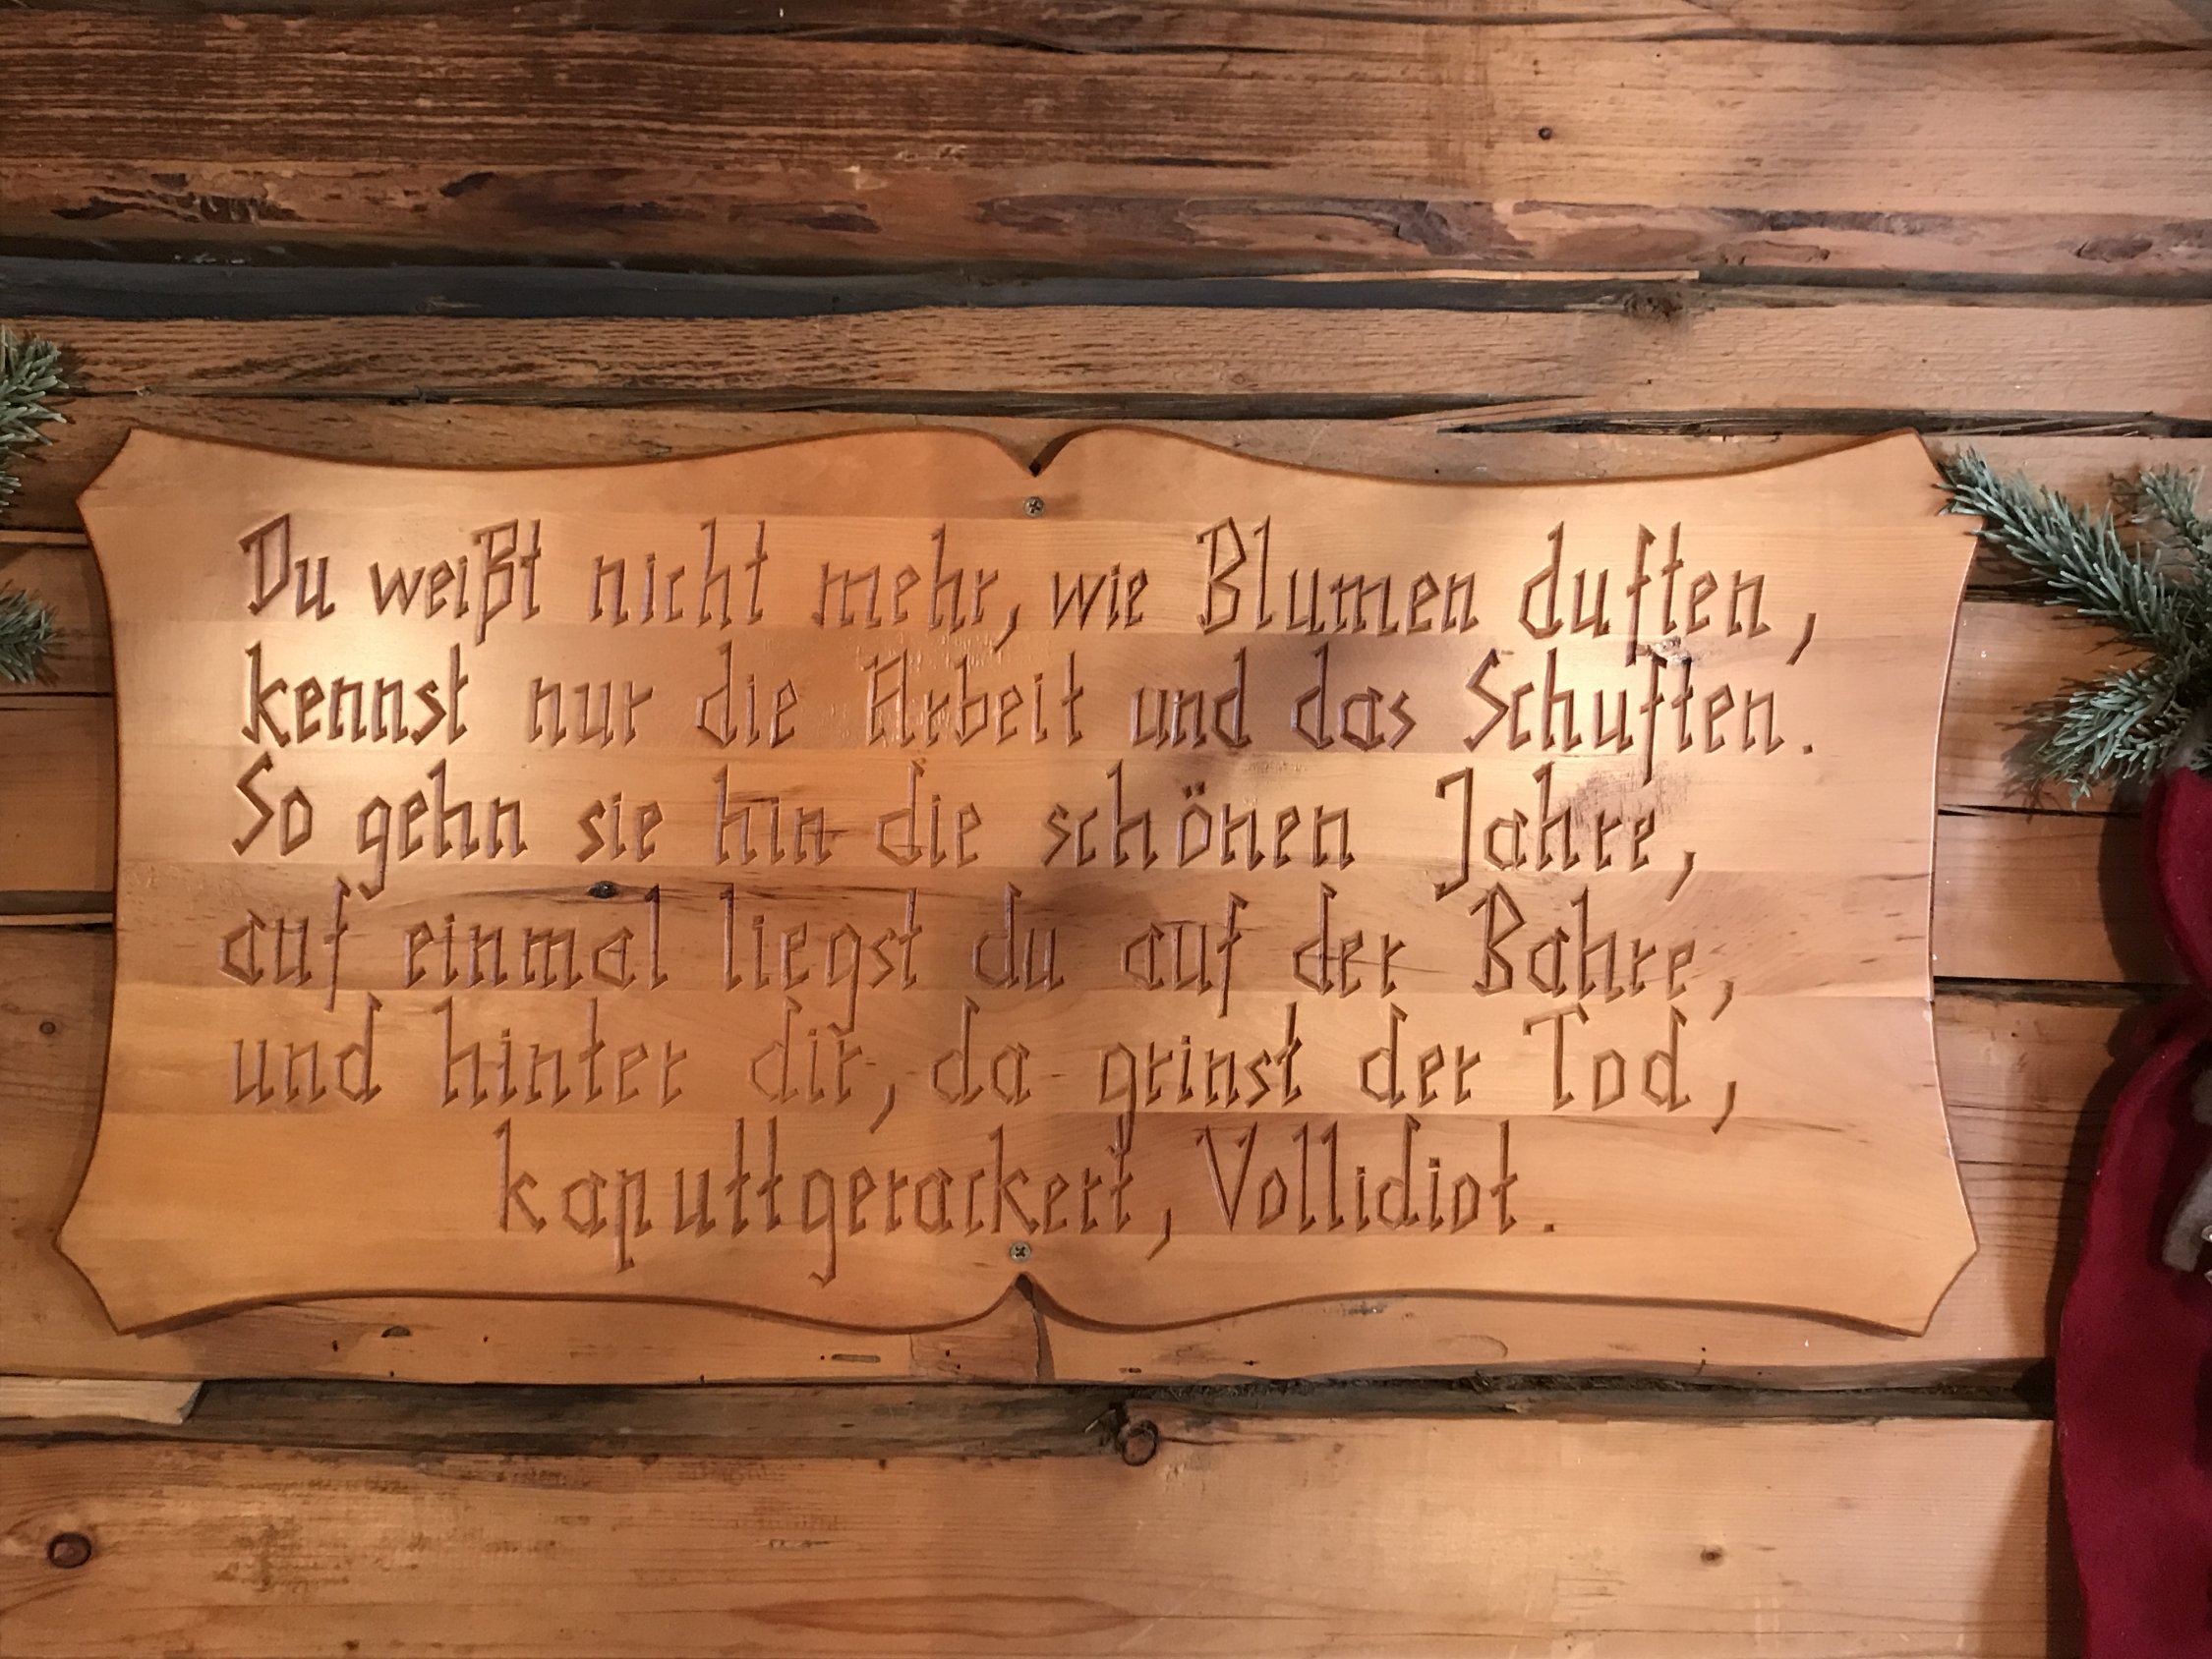 Du weißt nicht mehr, wie Blumen duften,
kennst nur die Arbeit und das Schuften.
So gehn sie hin die schönen Jahre,
auf einmal liegst du auf der Bahre,
und hinter dir, da grinst der Tod,
kaputtgerackert, Vollidiot.